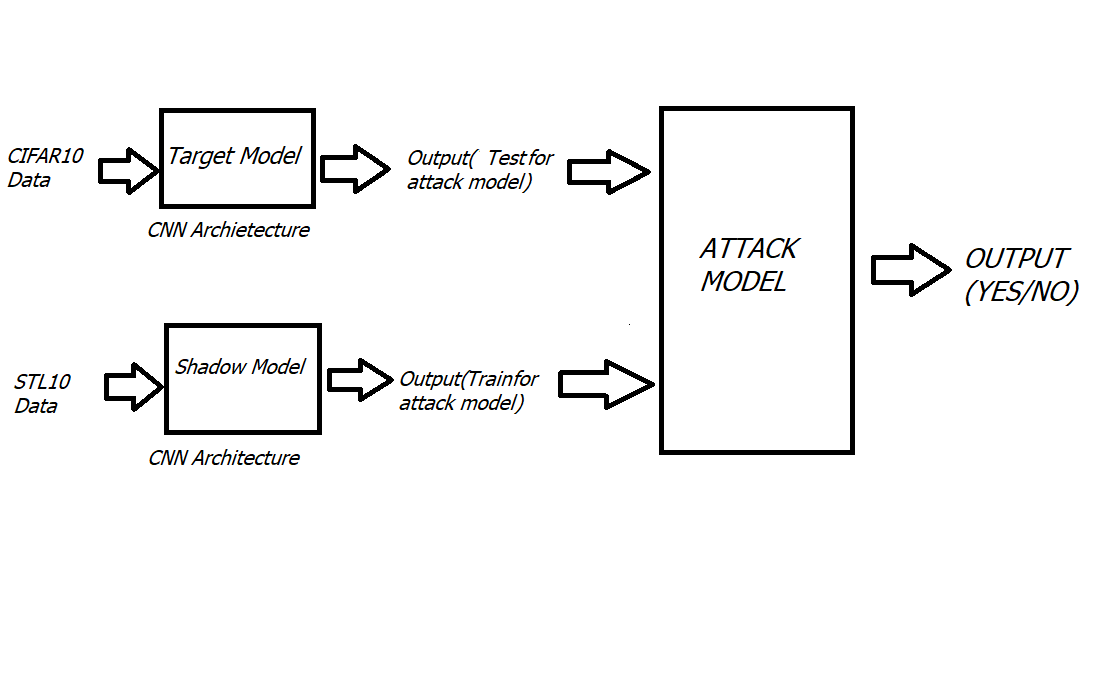 CIFAR10
Data
Target Model
Output( Test for
attack model)
CNN Archietecture
ATTACK
MODEL
OUTPUT
(YES/NO)
STL10
Data
Shadow Model
Output(Trainfor
attack model)
CNN Architecture